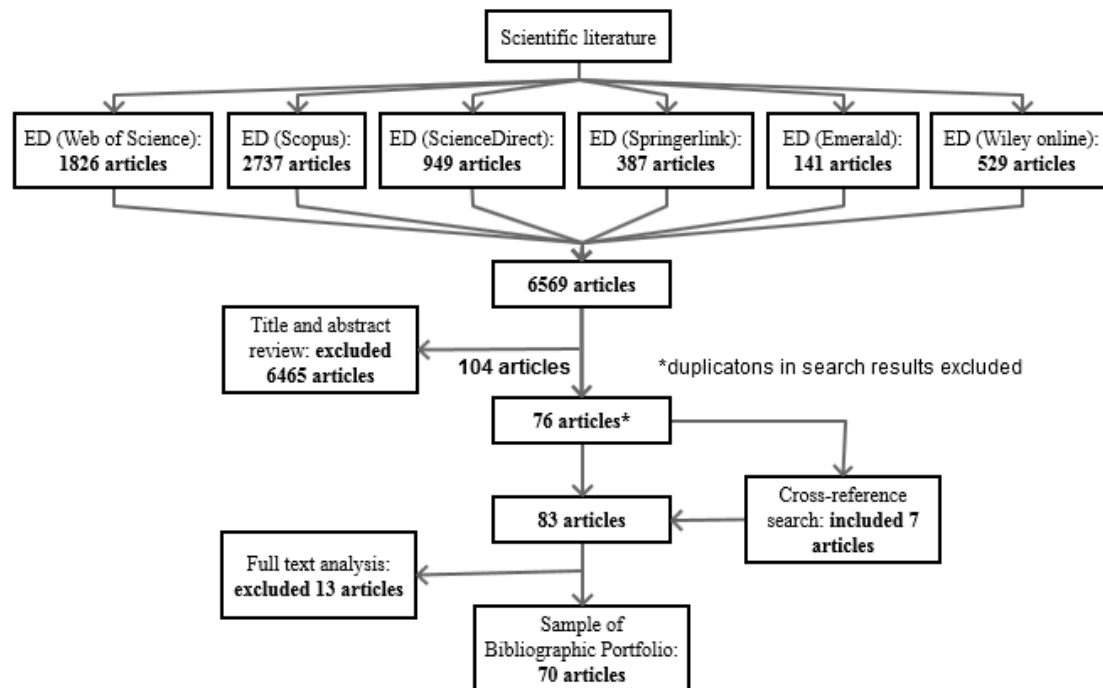 Scientific literature
ED (Web of Science):
1826 articles
ED (Scopus):
2737 articles
ED (ScienceDirect):
949 articles
ED (Springerlink):
387 articles
ED (Emerald):
141 articles
ED (Wiley online):
529 articles
6569 articles
Title and abstract
review: excluded
6465 articles
104 articles
*duplicatons in search results excluded
76 articles*
Cross-reference
search: included 7
articles
83 articles
Full text analysis:
excluded 13 articles
Sample of
Bibliographic Portfolio:
70 articles